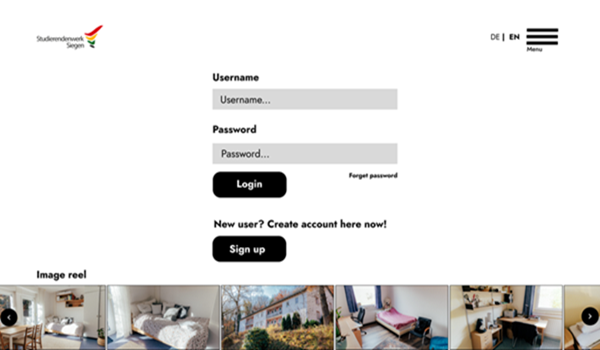 Studierendenwerk
Siegen
DE | EN
Menu
Username
Username...
Password
Password...
Login
Forget password
New user? Create account here now!
Sign up
Image reel